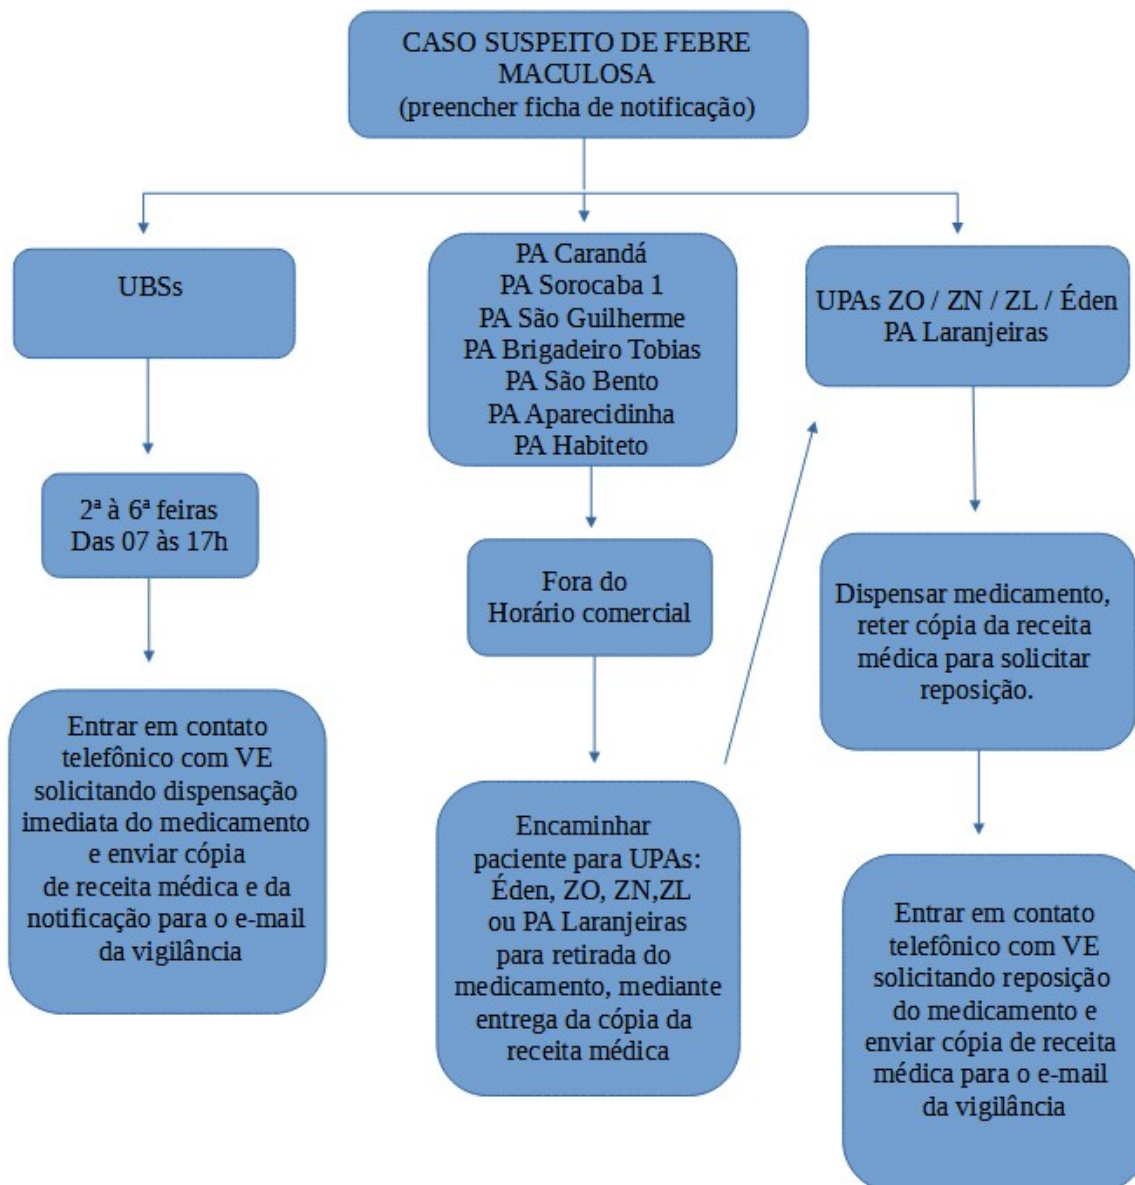 CASO SUSPEITO DE FEBRE
MACULOSA
(preencher ficha de notificação)
UBSs
2ª à 6ª feiras
Das 07 às 17h
Entrar em contato
telefônico com VE
solicitando dispensação
imediata do medicamento
e enviar cópia
de receita médica e da
notificação para o e-mail
da vigilância
PA Carandá
PA Sorocaba 1
PA São Guilherme
PA Brigadeiro Tobias
PA São Bento
PA Aparecidinha
PA Habiteto
Fora do
Horário comercial
Encaminhar
paciente para UPAs:
Éden, ZO, ZN,ZL
ou PA Laranjeiras
para retirada do
medicamento, mediante
entrega da cópia da
receita médica
UPAs ZO / ZN / ZL / Éden
PA Laranjeiras
Dispensar medicamento,
reter cópia da receita
médica para solicitar
reposição.
Entrar em contato
telefônico com VE
solicitando reposição
do medicamento e
enviar cópia de receita
médica para o e-mail
da vigilância